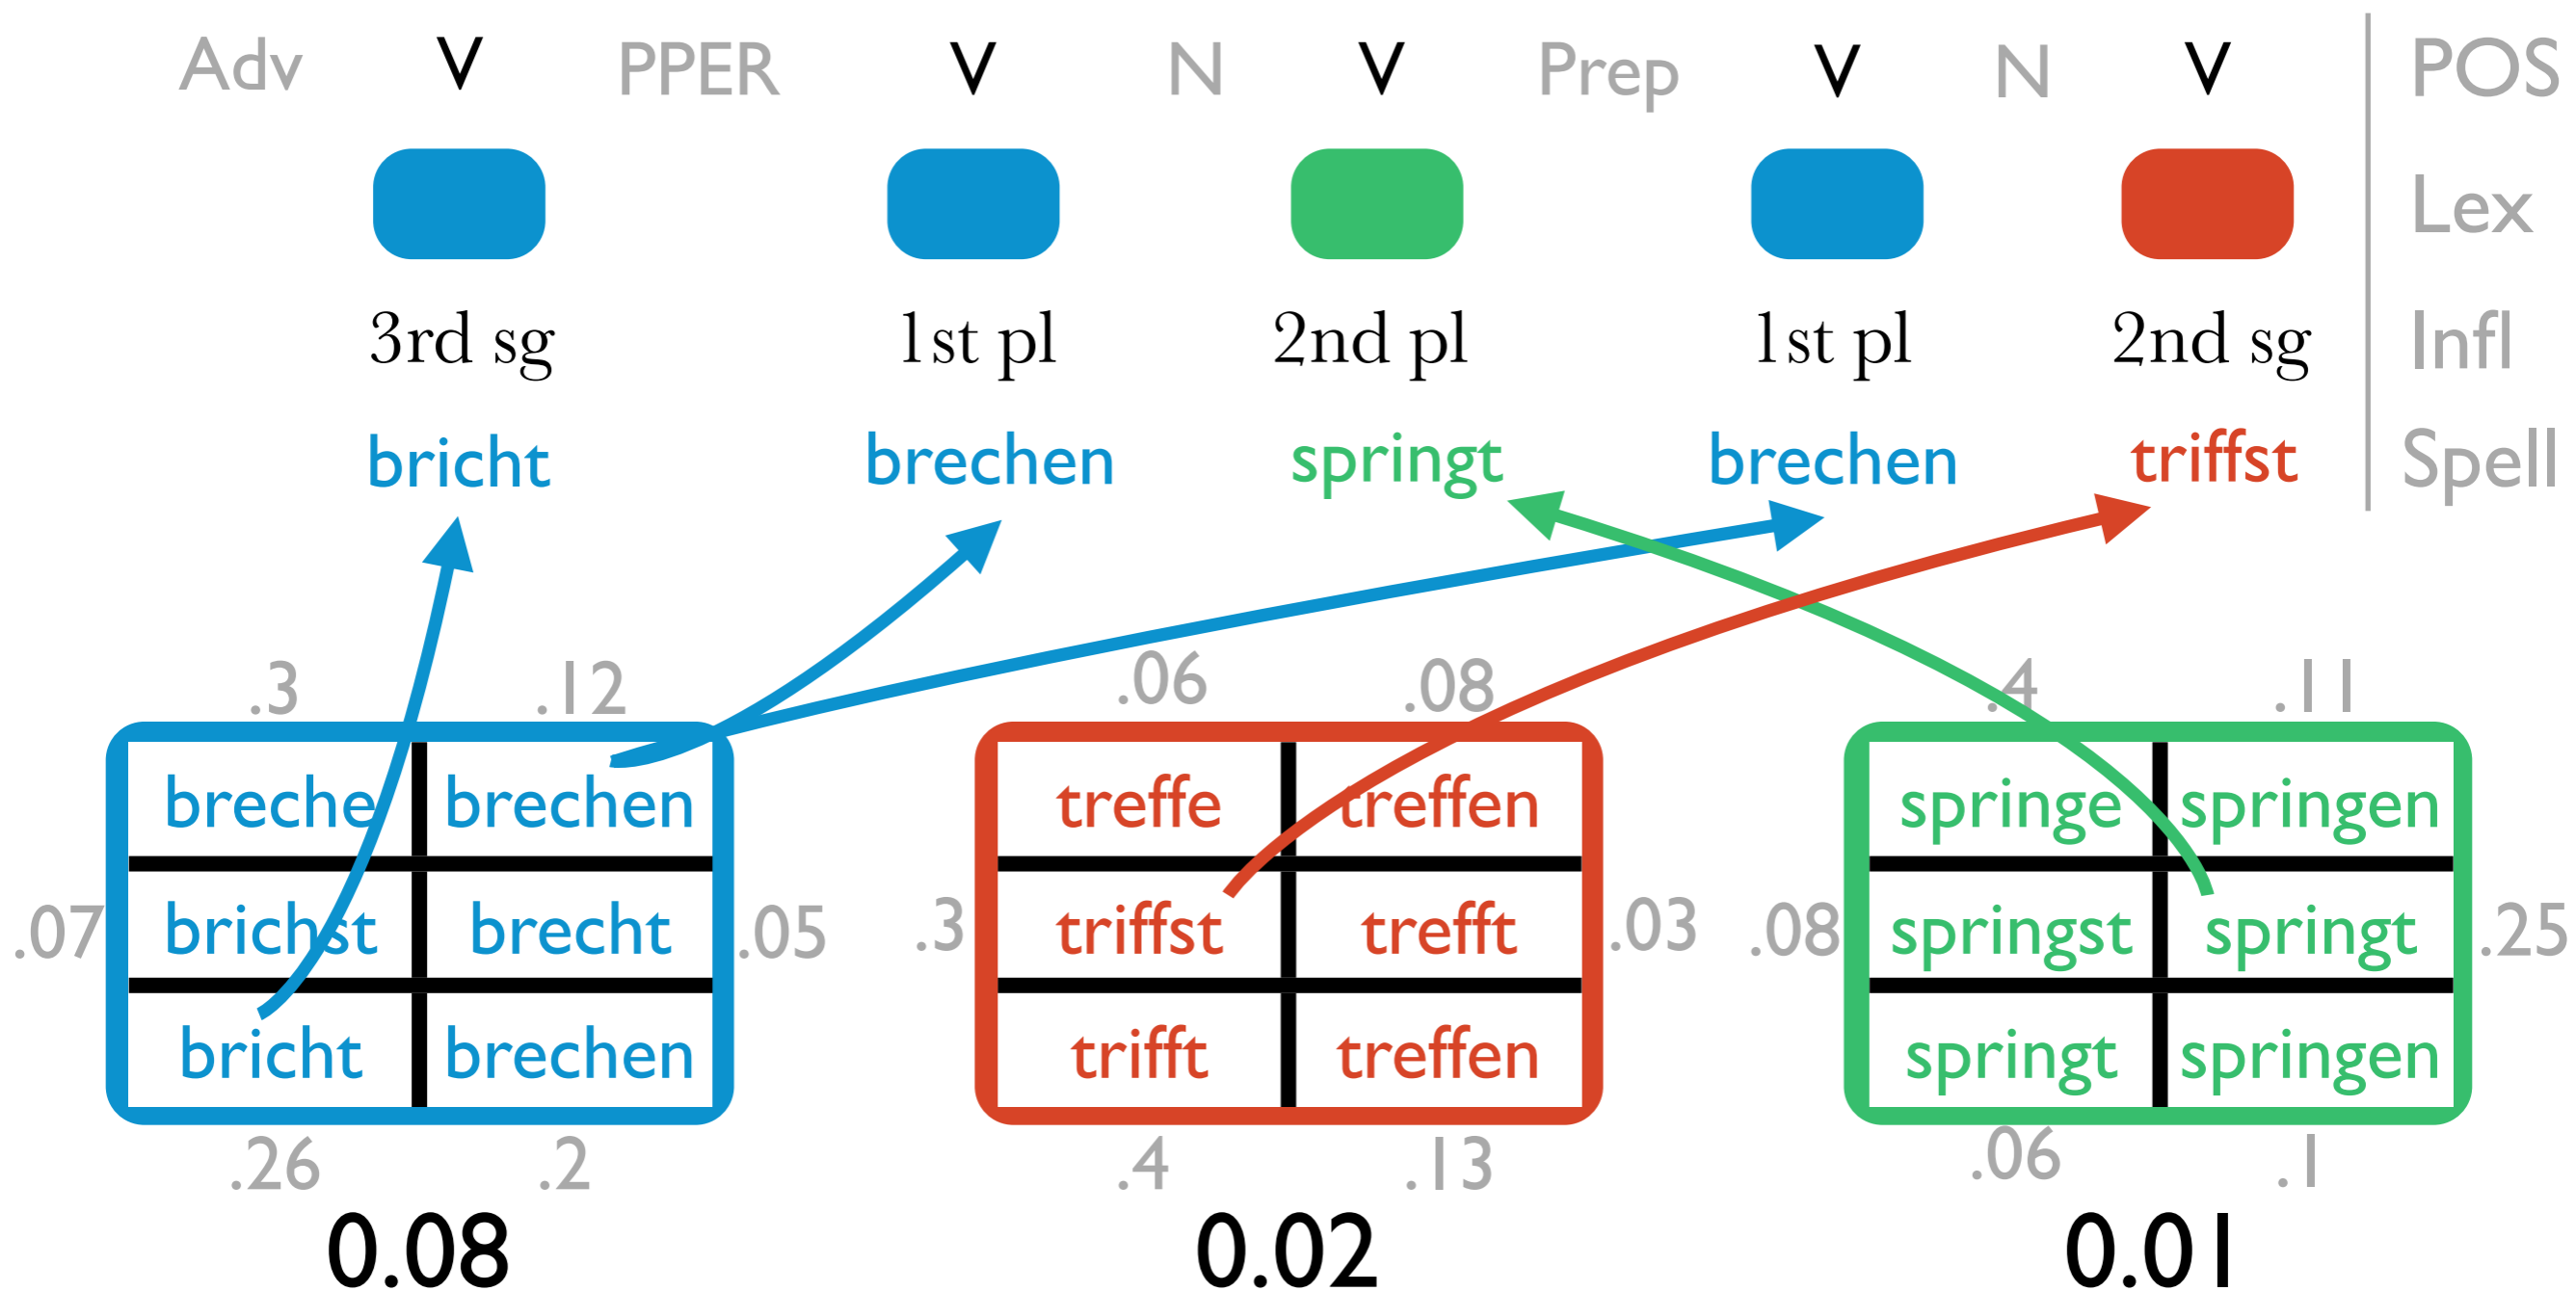 Adv V PPER V N V Prep V N V POS
Lex
3rd sg 1st pl 2nd pl 1st pl 2nd sg Infl
bricht brechen springt brechen triffst Spell
.3 .12 .06 .08 .4 .11
breche brechen treffe treffen springe springen
.07 brichst brecht .05 .3 triffst trefft .03 .08 springst springt .25
bricht brechen trifft treffen springt springen
.26 .2 .4 .13 .06 .1
0.08 0.02 0.01